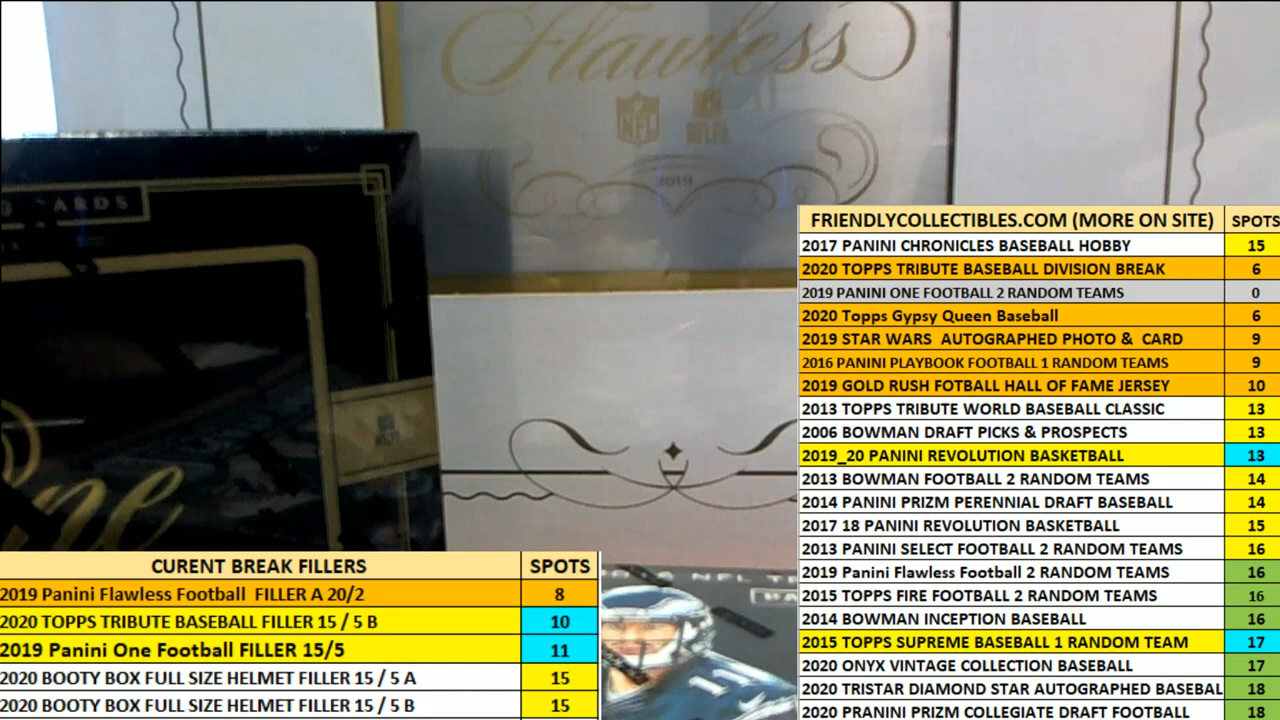 Flawless
NFL
NFLPA
2019
CARDS
One
FRIENDLYCOLLECTIBLES.COM (MORE ON SITE) SPOTS
2017 PANINI CHRONICLES BASEBALL HOBBY 15
2020 TOPPS TRIBUTE BASEBALL DIVISION BREAK 6
2019 PANINI ONE FOOTBALL 2 RANDOM TEAMS 0
2020 Topps Gypsy Queen Baseball 6
2019 STAR WARS AUTOGRAPHED PHOTO & CARD 9
2016 PANINI PLAYBOOK FOOTBALL 1 RANDOM TEAMS 9
2019 GOLD RUSH FOTBALL HALL OF FAME JERSEY 10
2013 TOPPS TRIBUTE WORLD BASEBALL CLASSIC 13
2006 BOWMAN DRAFT PICKS & PROSPECTS 13
2019_20 PANINI REVOLUTION BASKETBALL 13
2013 BOWMAN FOOTBALL 2 RANDOM TEAMS 14
2014 PANINI PRIZM PERENNIAL DRAFT BASEBALL 14
2017 18 PANINI REVOLUTION BASKETBALL 15
2013 PANINI SELECT FOOTBALL 2 RANDOM TEAMS 16
2019 Panini Flawless Football 2 RANDOM TEAMS 16
2015 TOPPS FIRE FOOTBALL 2 RANDOM TEAMS 16
2014 BOWMAN INCEPTION BASEBALL 16
2015 TOPPS SUPREME BASEBALL 1 RANDOM TEAM 17
2020 ONYX VINTAGE COLLECTION BASEBALL 17
2020 TRISTAR DIAMOND STAR AUTOGRAPHED BASEBAL 18
2020 PRANINI PRIZM COLLEGIATE DRAFT FOOTBALL 18
CURENT BREAK FILLERS SPOTS
2019 Panini Flawless Football FILLER A 20/2 8
2020 TOPPS TRIBUTE BASEBALL FILLER 15 / 5 B 10
2019 Panini One Football FILLER 15/5 11
2020 BOOTY BOX FULL SIZE HELMET FILLER 15 / 5 A 15
2020 BOOTY BOX FULL SIZE HELMET FILLER 15 / 5 B 15
NFL
11